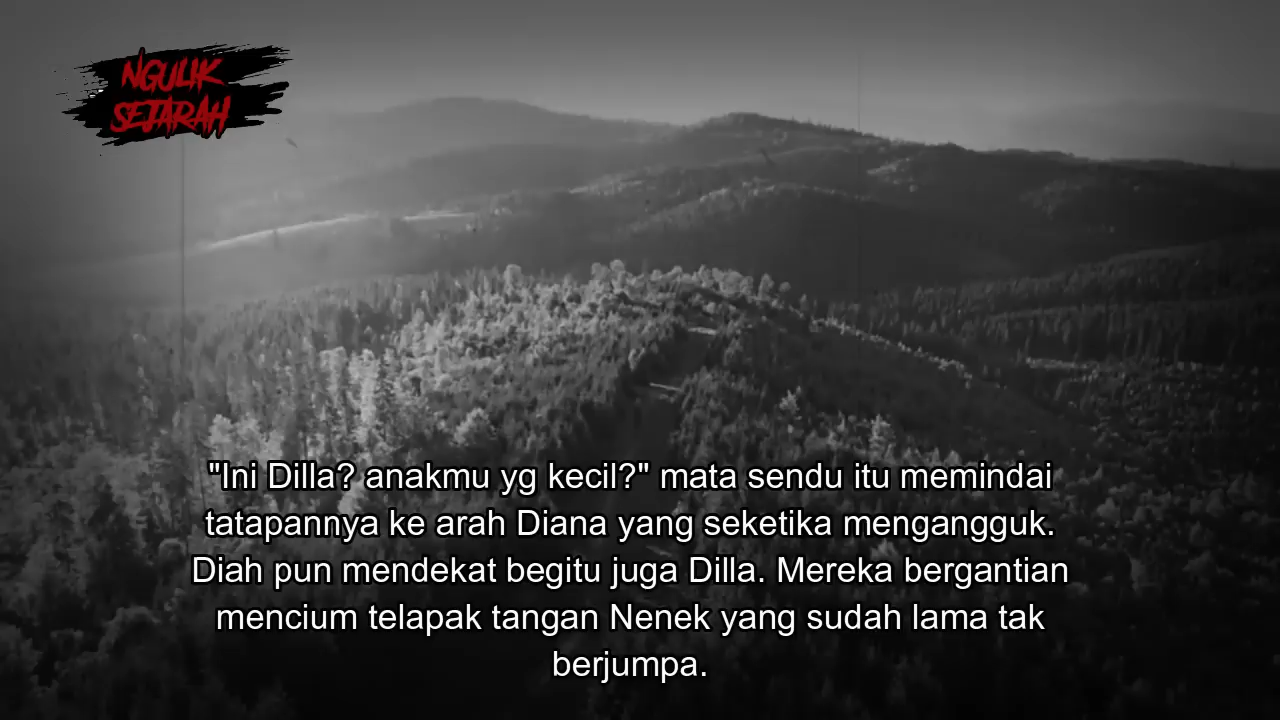 NGULIK
SEJARAH
"Ini Dilla? anakmu yg kecil?" mata sendu itu memindai
tatapannya ke arah Diana yang seketika mengangguk.
Diah pun mendekat begitu juga Dilla. Mereka bergantian
mencium telapak tangan Nenek yang sudah lama tak
berjumpa.